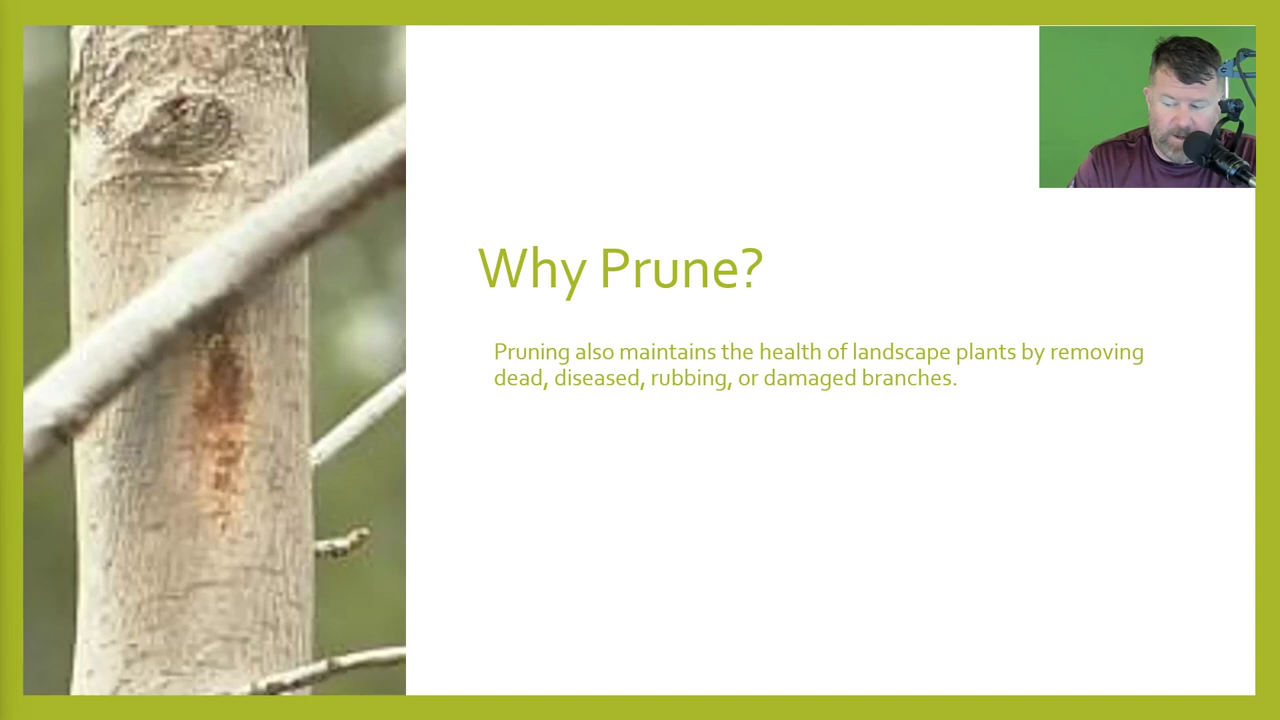 Why Prune?
Pruning also maintains the health of landscape plants by removing
dead, diseased, rubbing, or damaged branches.